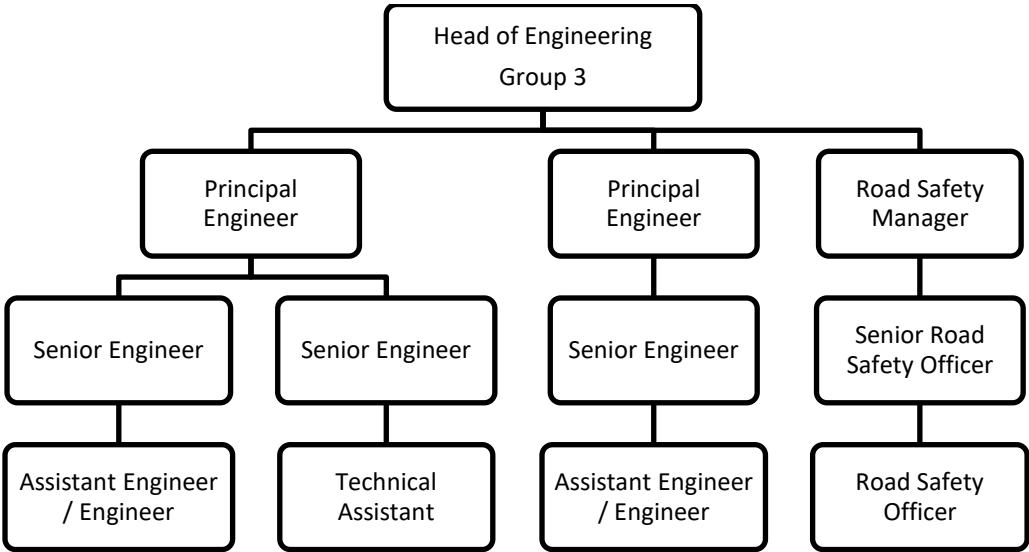 Head of Engineering
Group 3
Principal
Engineer
Principal
Engineer
Road Safety
Manager
Senior Engineer
Senior Engineer
Senior Engineer
Senior Road
Safety Officer
Assistant Engineer
/ Engineer
Technical
Assistant
Assistant Engineer
/ Engineer
Road Safety
Officer